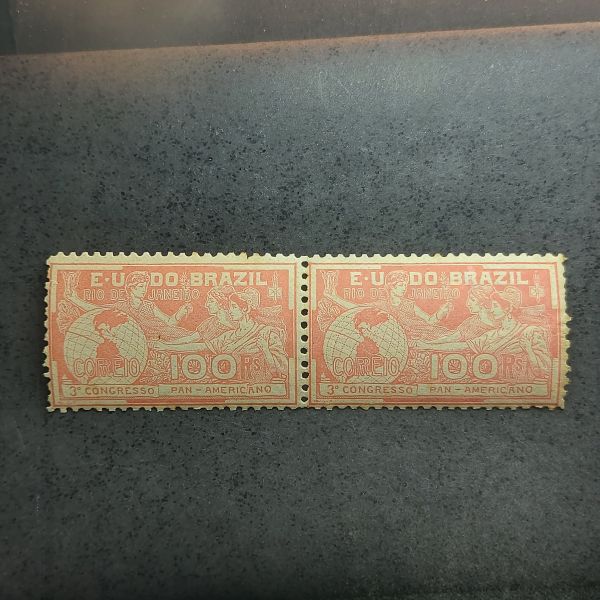 E·U DO BRAZIL
RIO DE JANEIRO
CORREIO 100 Rs
3º CONGRESSO PAN-AMERICANO
E·U DO BRAZIL
RIO DE JANEIRO
CORREIO 100 Rs
3º CONGRESSO PAN-AMERICANO